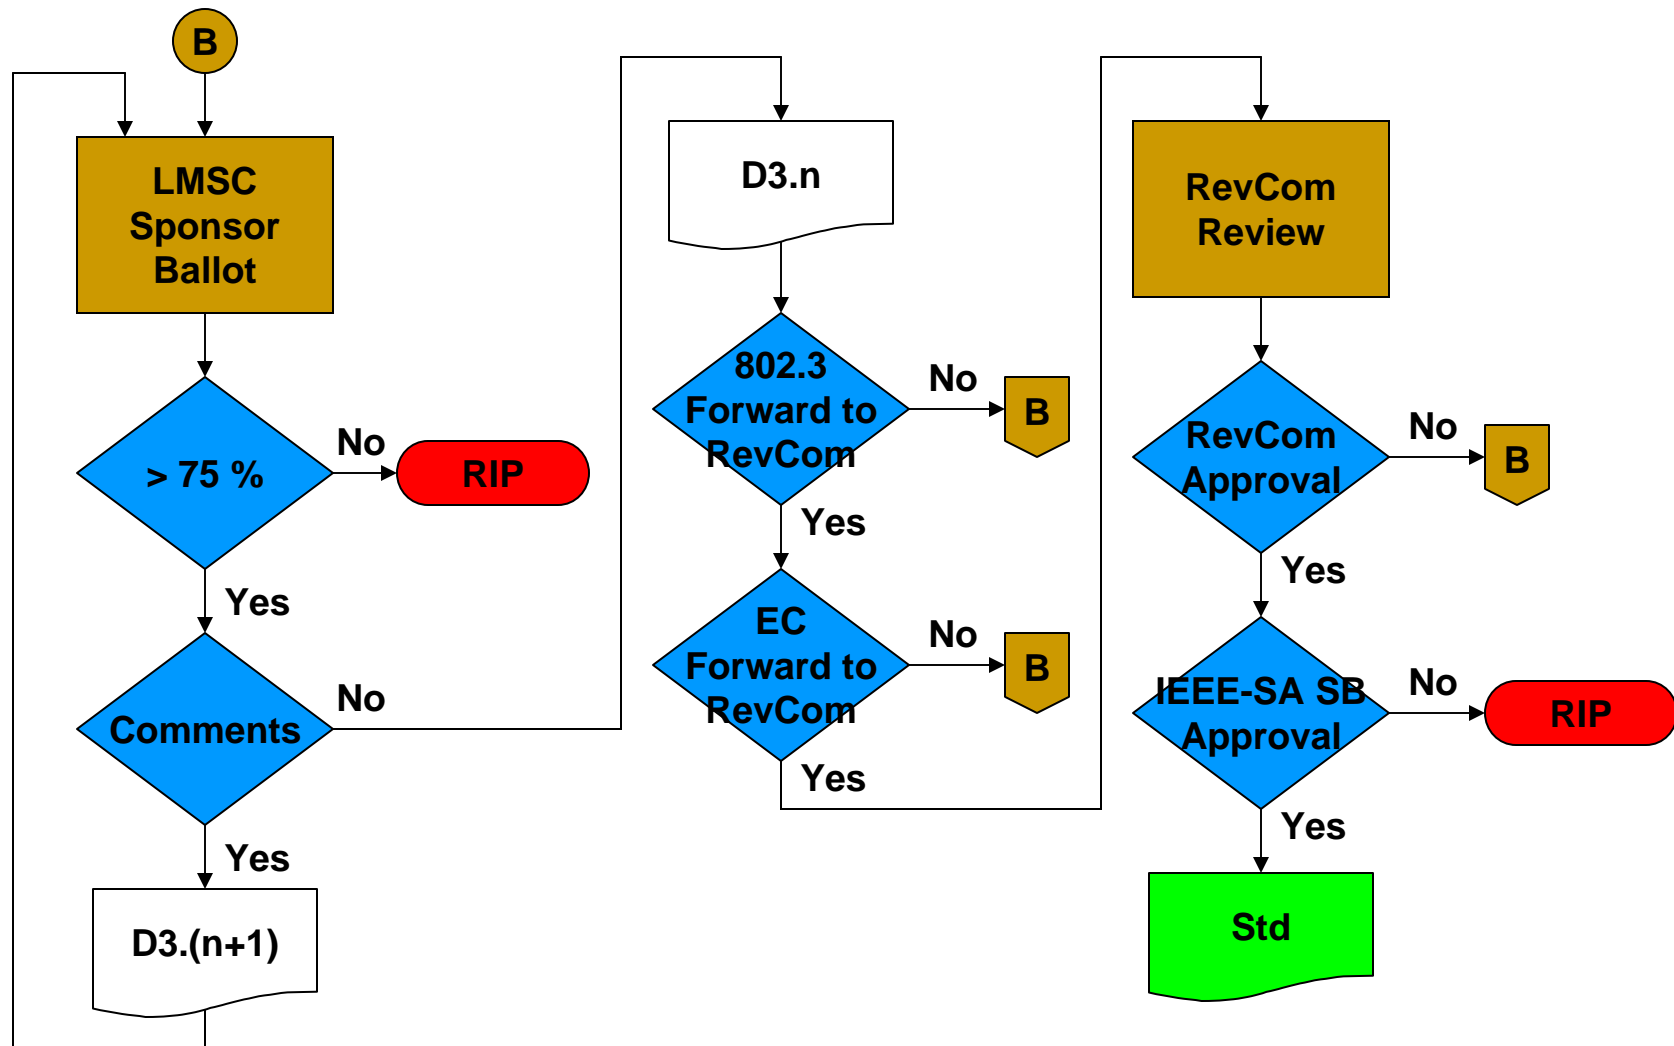 B
LMSC
Sponsor
Ballot
> 75 %
No
RIP
Yes
Comments
No
Yes
D3.(n+1)
D3.n
802.3
Forward to
RevCom
No
B
Yes
EC
Forward to
RevCom
No
B
Yes
RevCom
Review
RevCom
Approval
No
B
Yes
IEEE-SA SB
Approval
No
RIP
Yes
Std